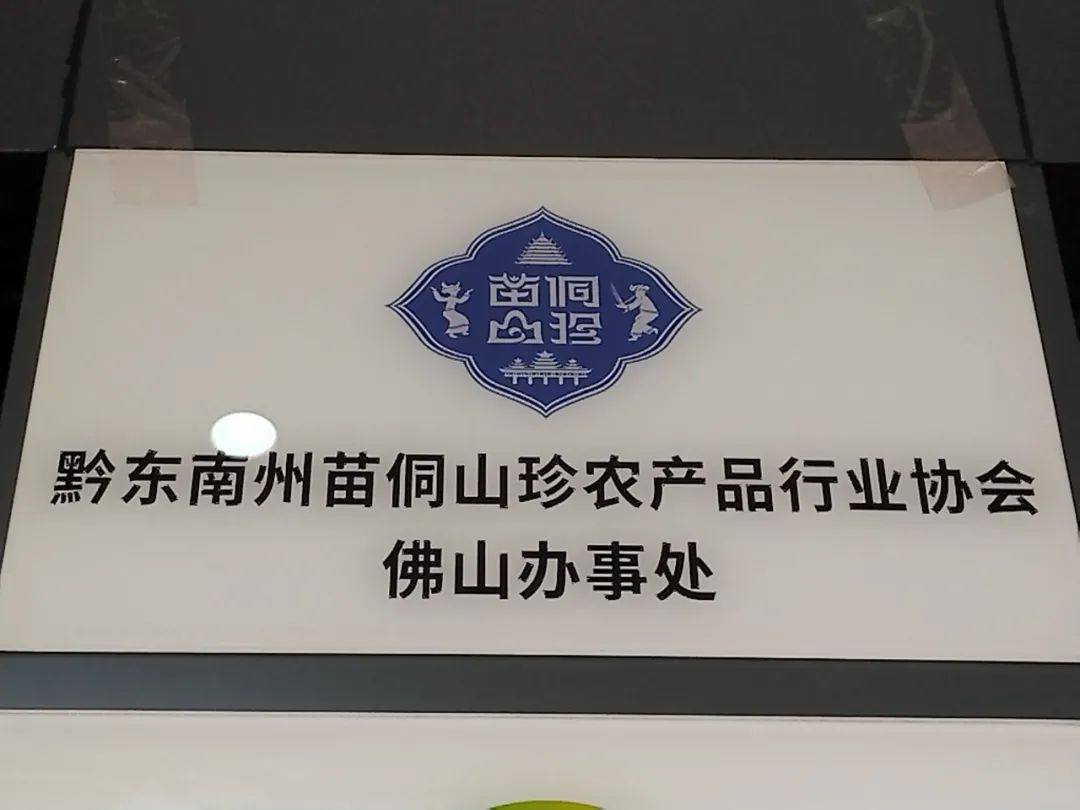 苗侗
山珍
黔东南州苗侗山珍农产品行业协会
佛山办事处